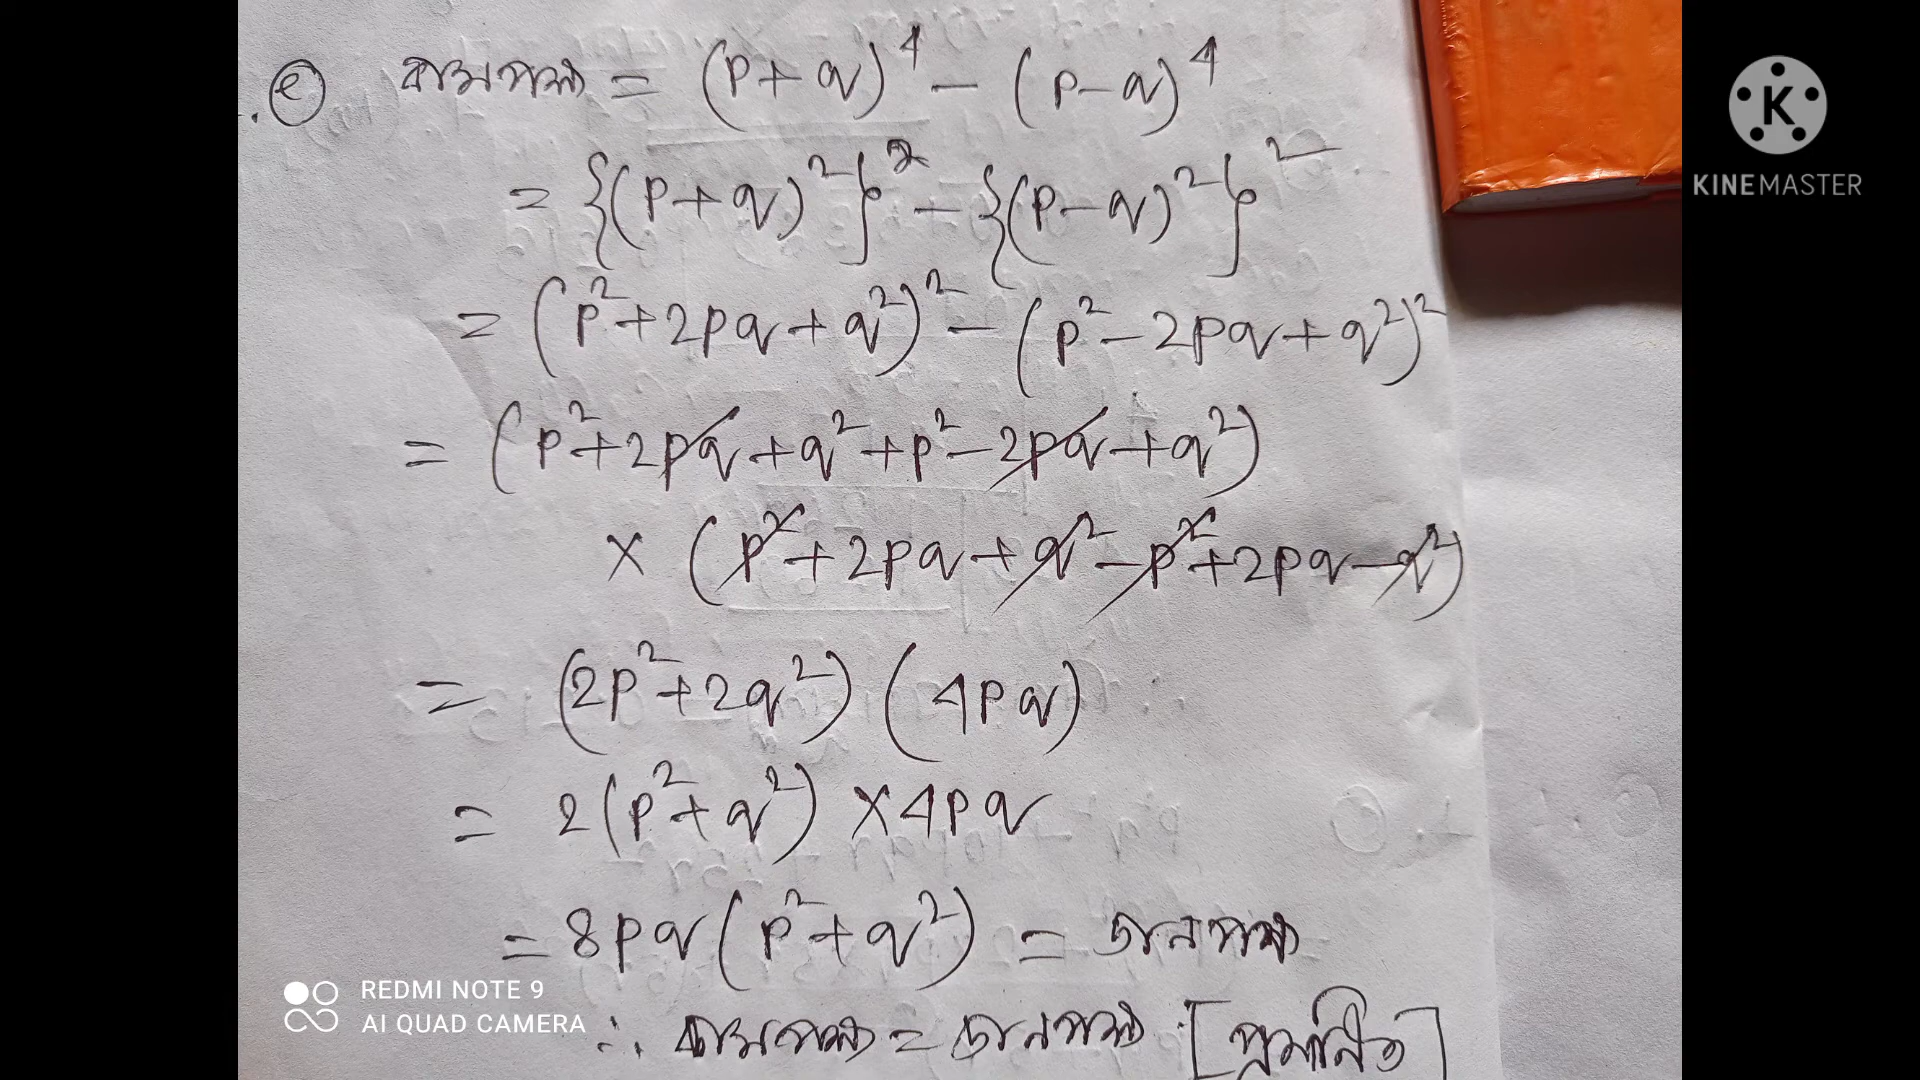 (e) বামপক্ষ = (p+q)⁴ - (p-q)⁴
= {(p+q)²}² - {(p-q)²}²
= (p²+2pq+q²)² - (p²-2pq+q²)²
= (p²+2pq+q²+p²-2pq+q²)
× (p²+2pq+q²-p²+2pq-q²)
= (2p²+2q²) (4pq)
= 2(p²+q²) ×4pq
= 8pq(p²+q²) = ডানপক্ষ
∴ বামপক্ষ = ডানপক্ষ [প্রমানিত]
K
KINEMASTER
REDMI NOTE 9
AI QUAD CAMERA